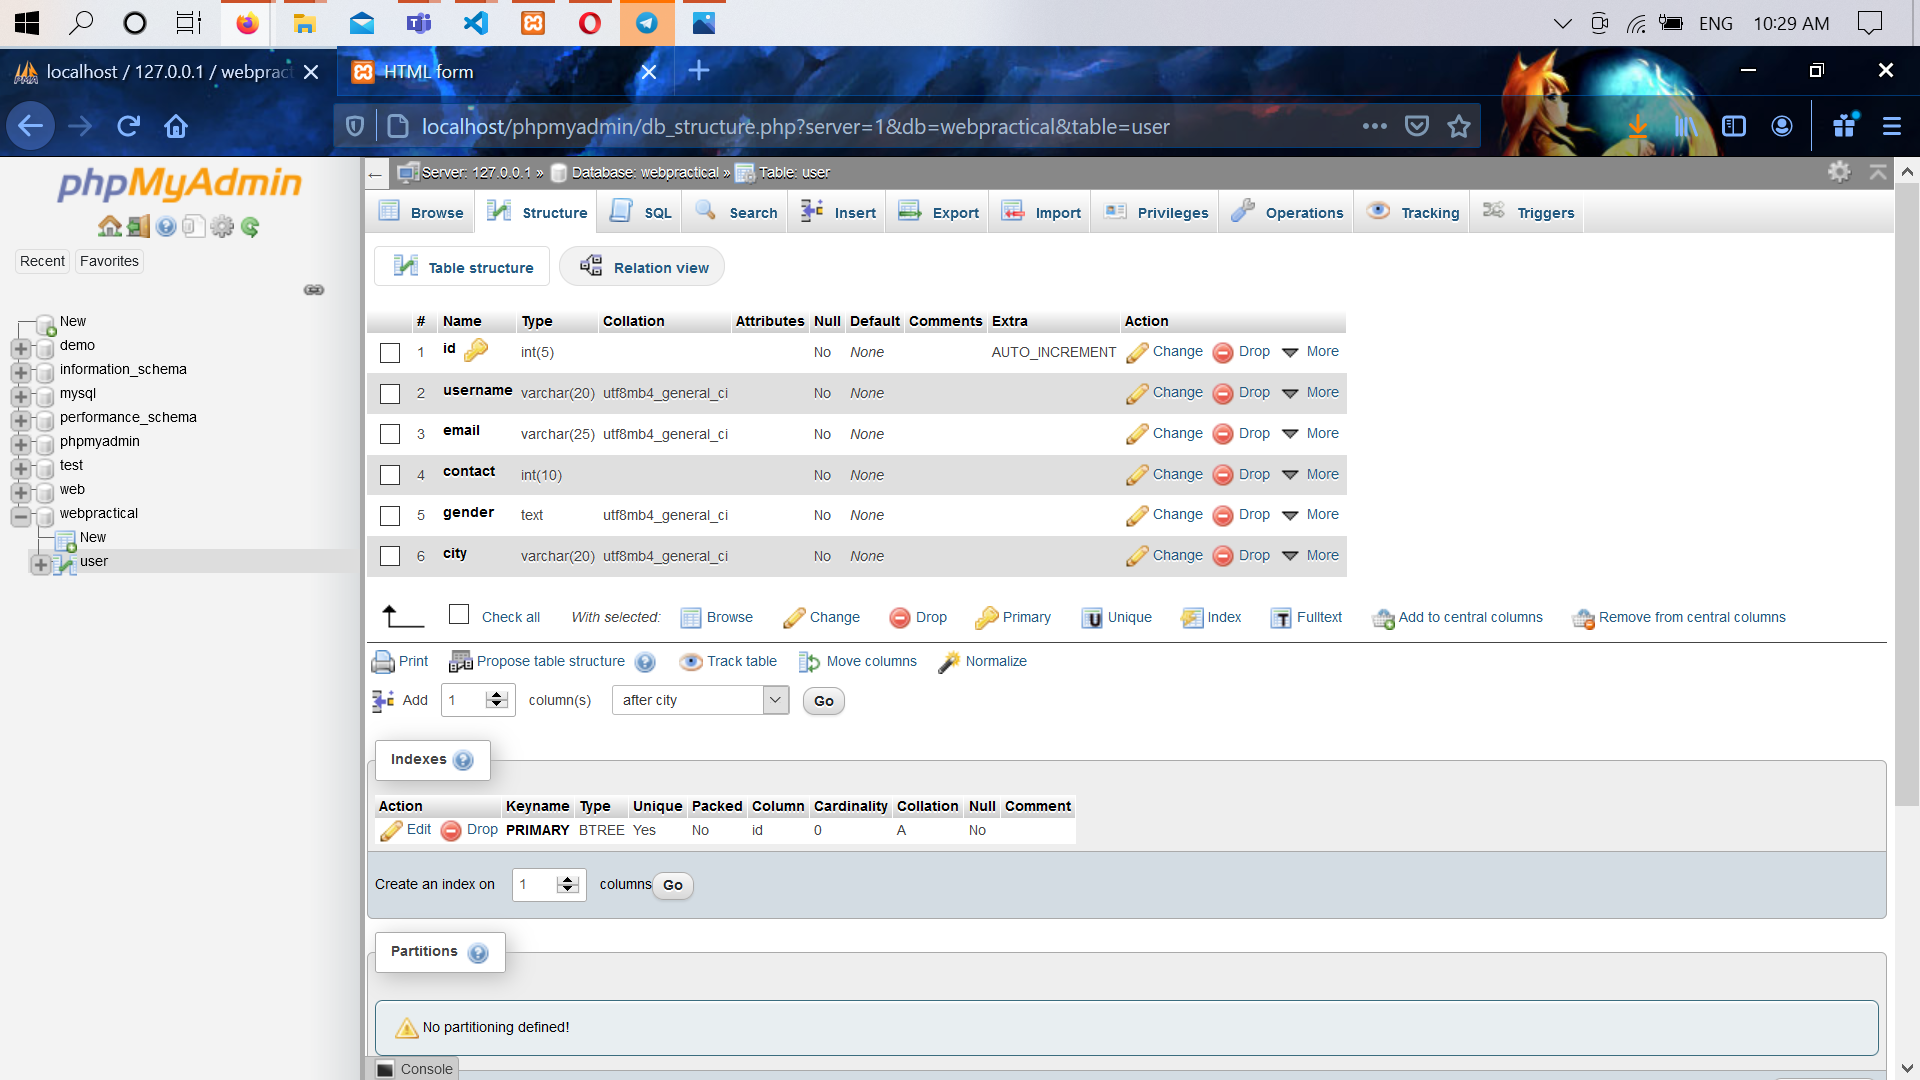 ENG 10:29 AM
localhost / 127.0.0.1 / webpract
HTML form
localhost/phpmyadmin/db_structure.php?server=1&db=webpractical&table=user
phpMyAdmin
Recent Favorites
New
demo
information_schema
mysql
performance_schema
phpmyadmin
test
web
webpractical
New
user
Server: 127.0.0.1 » Database: webpractical » Table: user
Browse Structure SQL Search Insert Export Import Privileges Operations Tracking Triggers
Table structure Relation view
# Name Type Collation Attributes Null Default Comments Extra Action
1 id int(5) No None AUTO_INCREMENT Change Drop More
2 username varchar(20) utf8mb4_general_ci No None Change Drop More
3 email varchar(25) utf8mb4_general_ci No None Change Drop More
4 contact int(10) No None Change Drop More
5 gender text utf8mb4_general_ci No None Change Drop More
6 city varchar(20) utf8mb4_general_ci No None Change Drop More
Check all With selected: Browse Change Drop Primary Unique Index Fulltext Add to central columns Remove from central columns
Print Propose table structure Track table Move columns Normalize
Add 1 column(s) after city Go
Indexes
Action Keyname Type Unique Packed Column Cardinality Collation Null Comment
Edit Drop PRIMARY BTREE Yes No id 0 A No
Create an index on 1 columns Go
Partitions
No partitioning defined!
Console